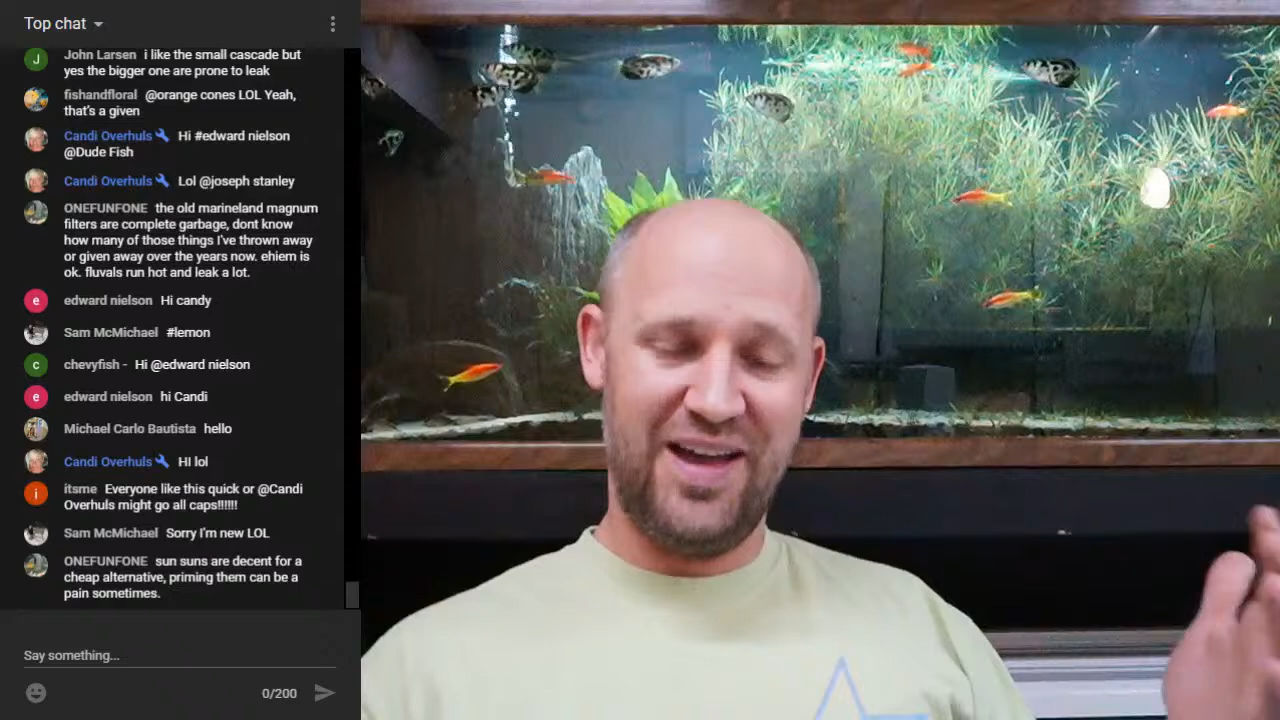 Top chat
John Larsen i like the small cascade but
yes the bigger one are prone to leak
fishandfloral @orange cones LOL Yeah,
that's a given
Candi Overhuls Hi #edward nielson
@Dude Fish
Candi Overhuls Lol @joseph stanley
ONEFUNFONE the old marineland magnum
filters are complete garbage, dont know
how many of those things I've thrown away
or given away over the years now. ehiem is
ok. fluvals run hot and leak a lot.
e edward nielson Hi candy
Sam McMichael #lemon
c chevyfish - Hi @edward nielson
e edward nielson hi Candi
Michael Carlo Bautista hello
Candi Overhuls HI lol
i itsme Everyone like this quick or @Candi
Overhuls might go all caps!!!!!!
Sam McMichael Sorry I'm new LOL
ONEFUNFONE sun suns are decent for a
cheap alternative, priming them can be a
pain sometimes.
Say something...
0/200